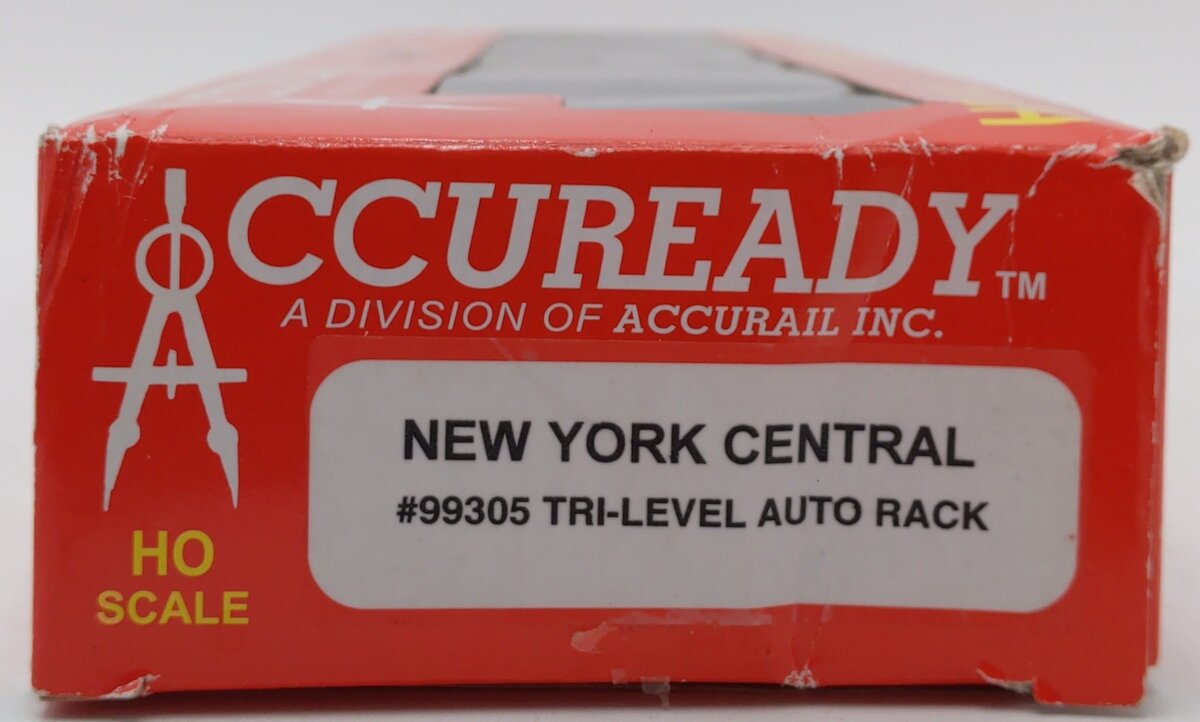 ACCUREADY™
A DIVISION OF ACCURAIL INC.
NEW YORK CENTRAL
#99305 TRI-LEVEL AUTO RACK
HO
SCALE